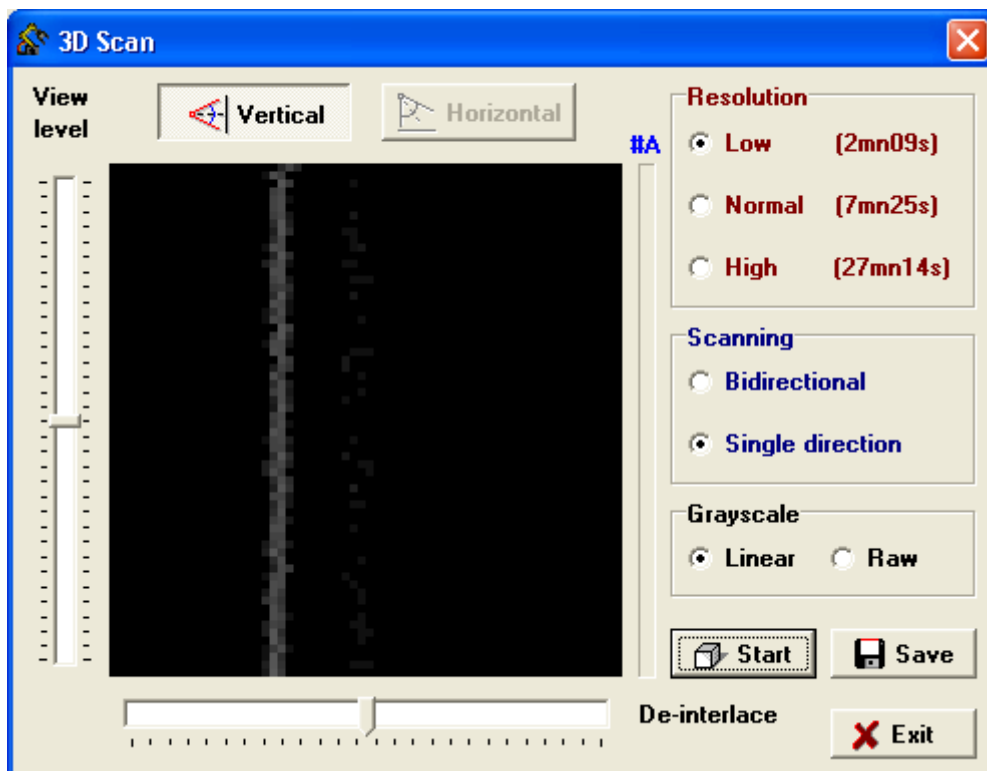 3D Scan
View
level
Vertical
Horizontal
#A
Resolution
Low (2mn09s)
Normal (7mn25s)
High (27mn14s)
Scanning
Bidirectional
Single direction
Grayscale
Linear Raw
Start
Save
De-interlace
Exit